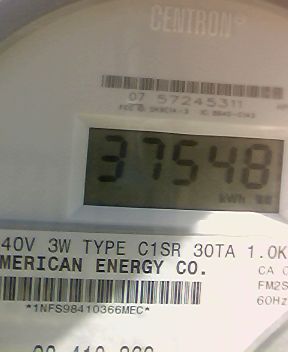 CENTRON®
07 57245311
37548
kWh
40V 3W TYPE C1SR 30TA 1.0K
MERICAN ENERGY CO.
CA 0
FM2S
60Hz
*1NFS98410366MEC*